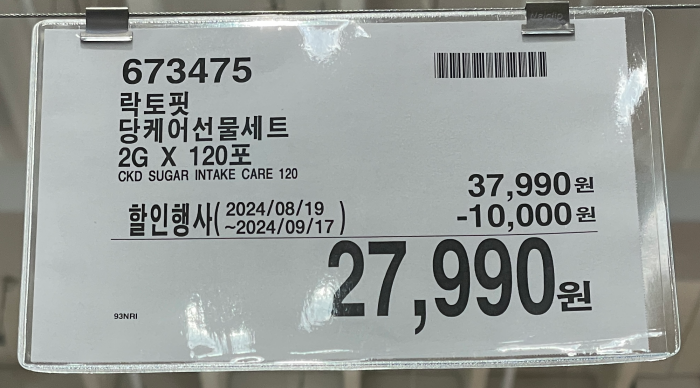 673475
락토핏
당케어선물세트
2G X 120포
CKD SUGAR INTAKE CARE 120
37,990원
할인행사( 2024/08/19 ~2024/09/17 ) -10,000원
27,990원
93NRI